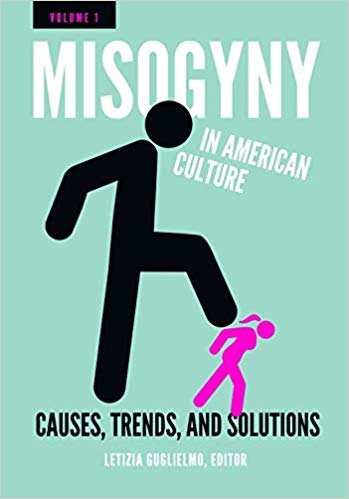 VOLUME 1
MISOGYNY
IN AMERICAN
CULTURE
CAUSES, TRENDS, AND SOLUTIONS
LETIZIA GUGLIELMO, EDITOR